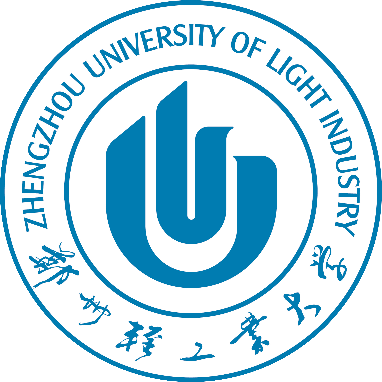 ZHENGZHOU UNIVERSITY OF LIGHT INDUSTRY
郑州轻工业大学